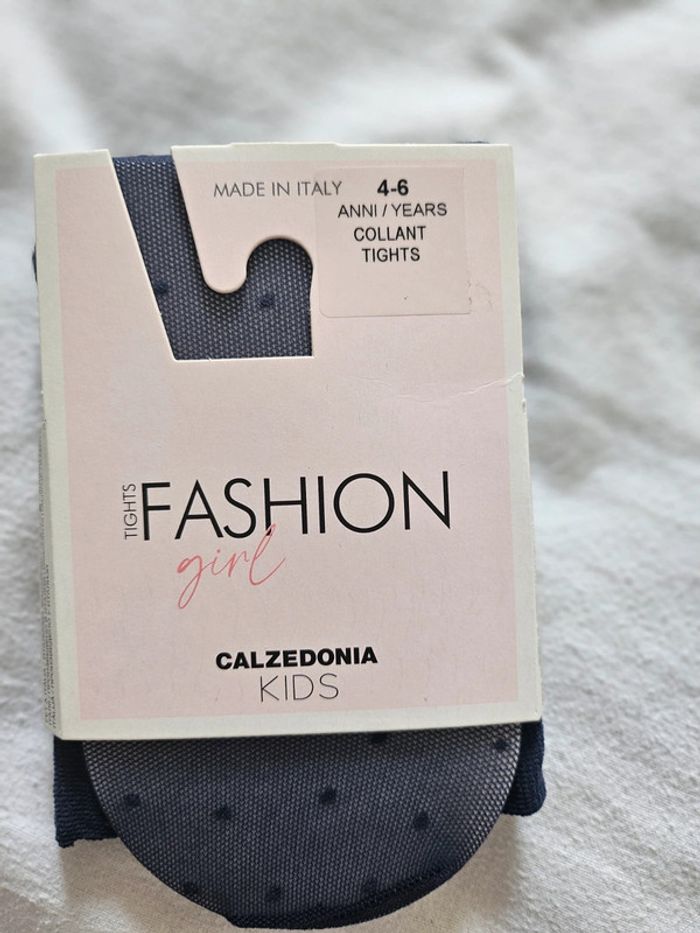 MADE IN ITALY
4-6
ANNI / YEARS
COLLANT
TIGHTS
TIGHTS
FASHION
girl
CALZEDONIA
KIDS